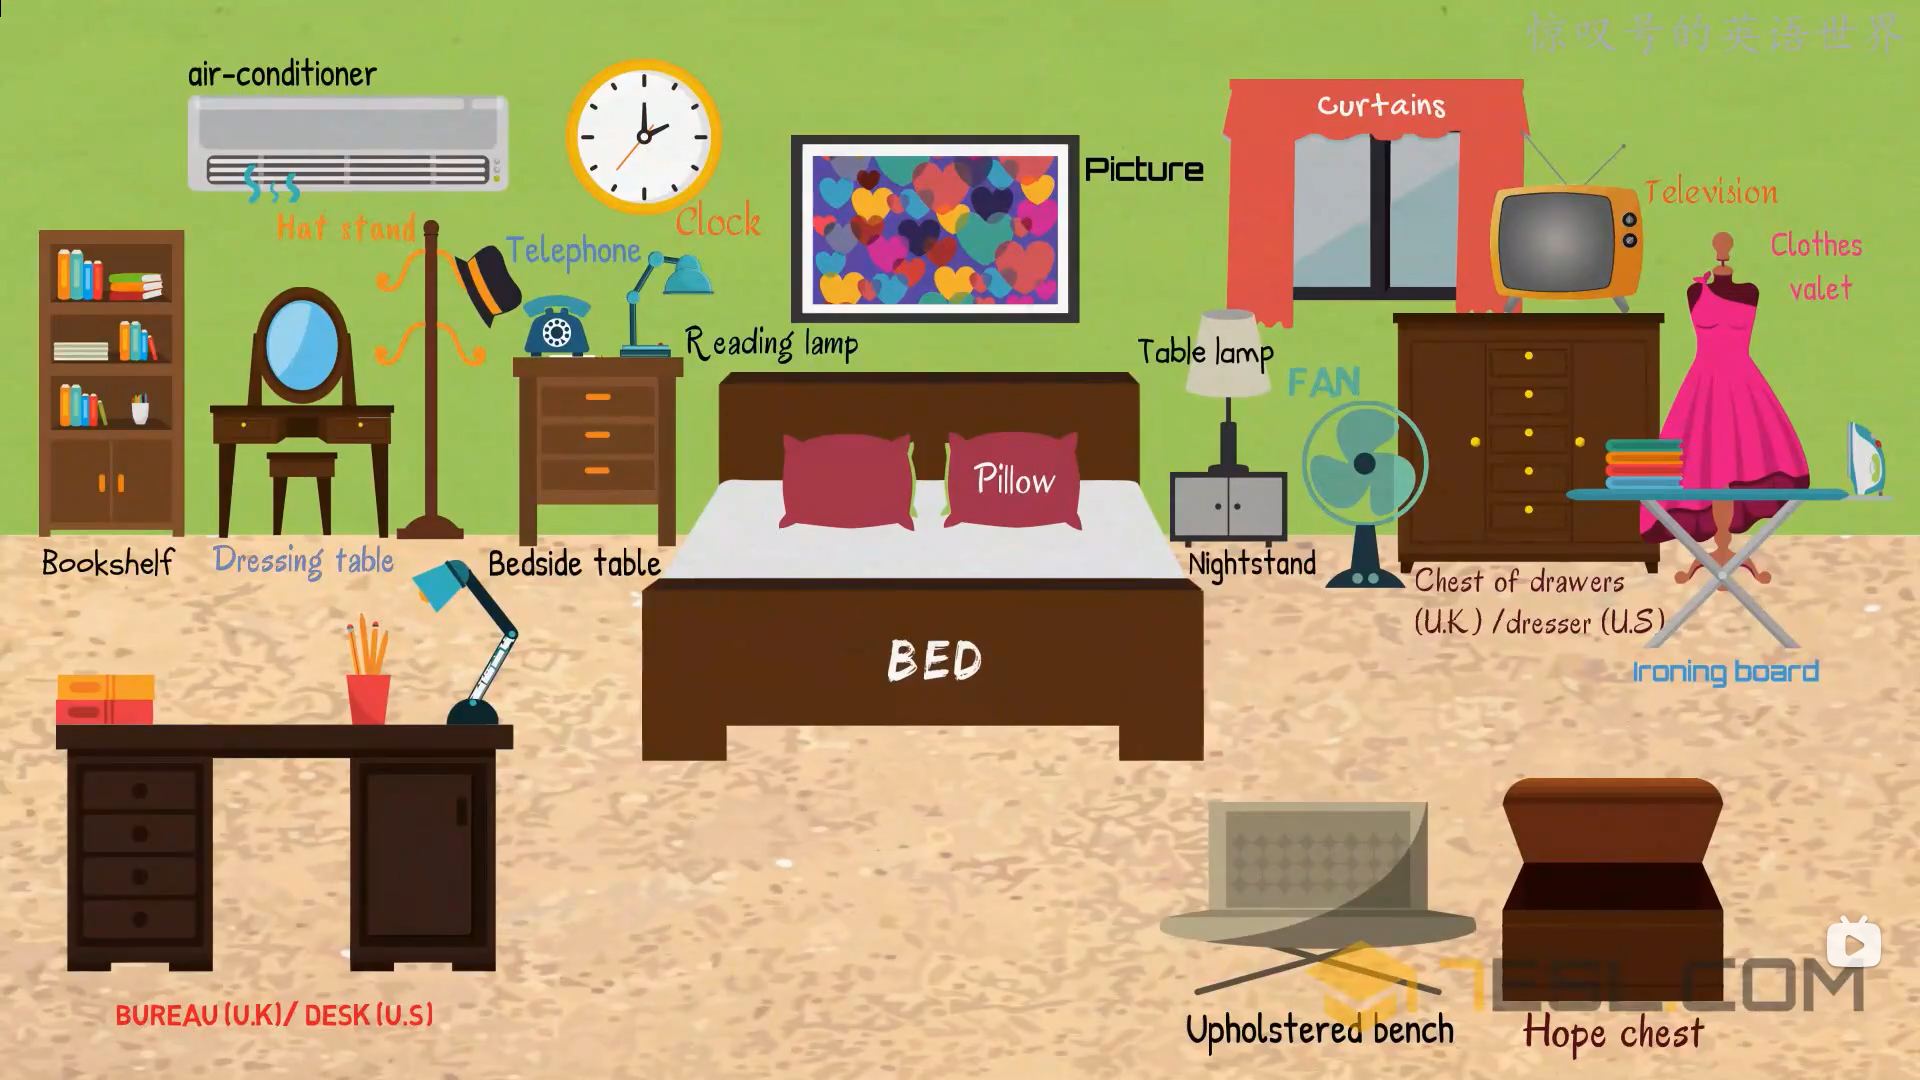 惊叹号的英语世界
air-conditioner
Curtains
Picture
Television
Hat stand
Clock
Telephone
Clothes
valet
Reading lamp
Table lamp
FAN
Pillow
Bookshelf
Dressing table
Bedside table
Nightstand
Chest of drawers
(U.K) /dresser (U.S)
BED
Ironing board
7ESL.COM
BUREAU (U.K)/ DESK (U.S)
Upholstered bench
Hope chest